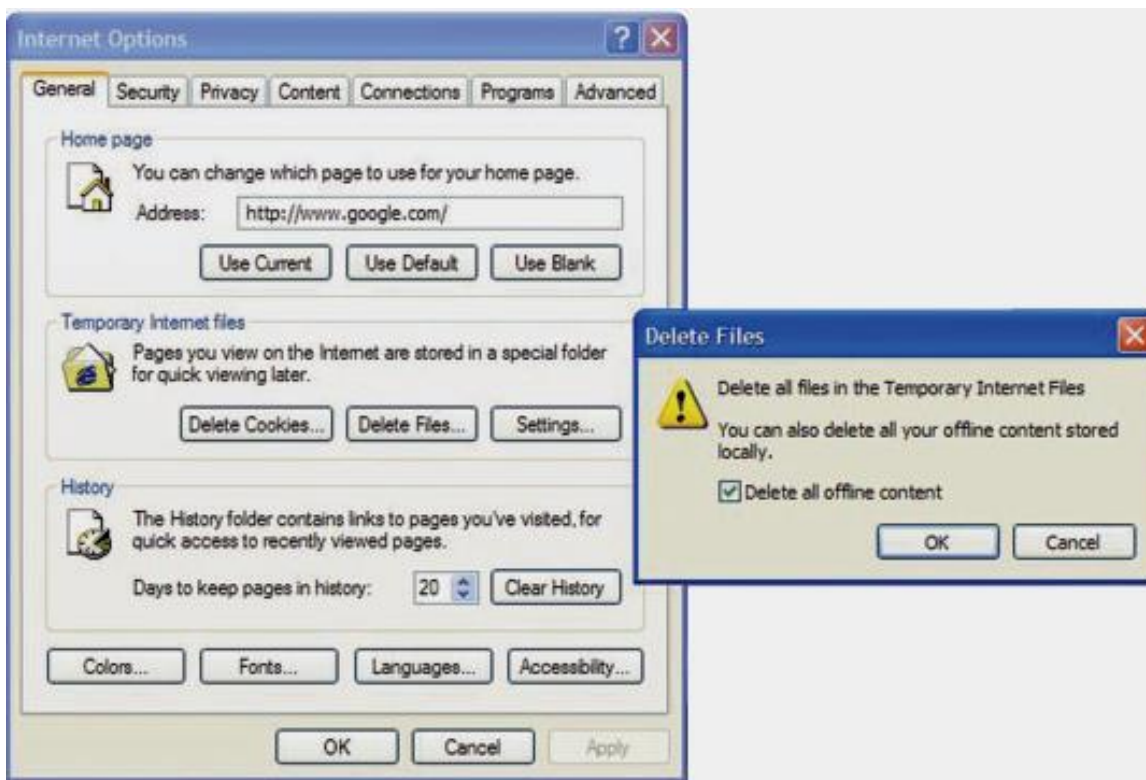 Internet Options
General Security Privacy Content Connections Programs Advanced
Home page
You can change which page to use for your home page.
Address: http://www.google.com/
Use Current Use Default Use Blank
Temporary Internet files
Pages you view on the Internet are stored in a special folder
for quick viewing later.
Delete Cookies... Delete Files... Settings...
History
The History folder contains links to pages you've visited, for
quick access to recently viewed pages.
Days to keep pages in history: 20 Clear History
Colors... Fonts... Languages... Accessibility...
OK Cancel Apply
Delete Files
Delete all files in the Temporary Internet Files
You can also delete all your offline content stored
locally.
Delete all offline content
OK Cancel